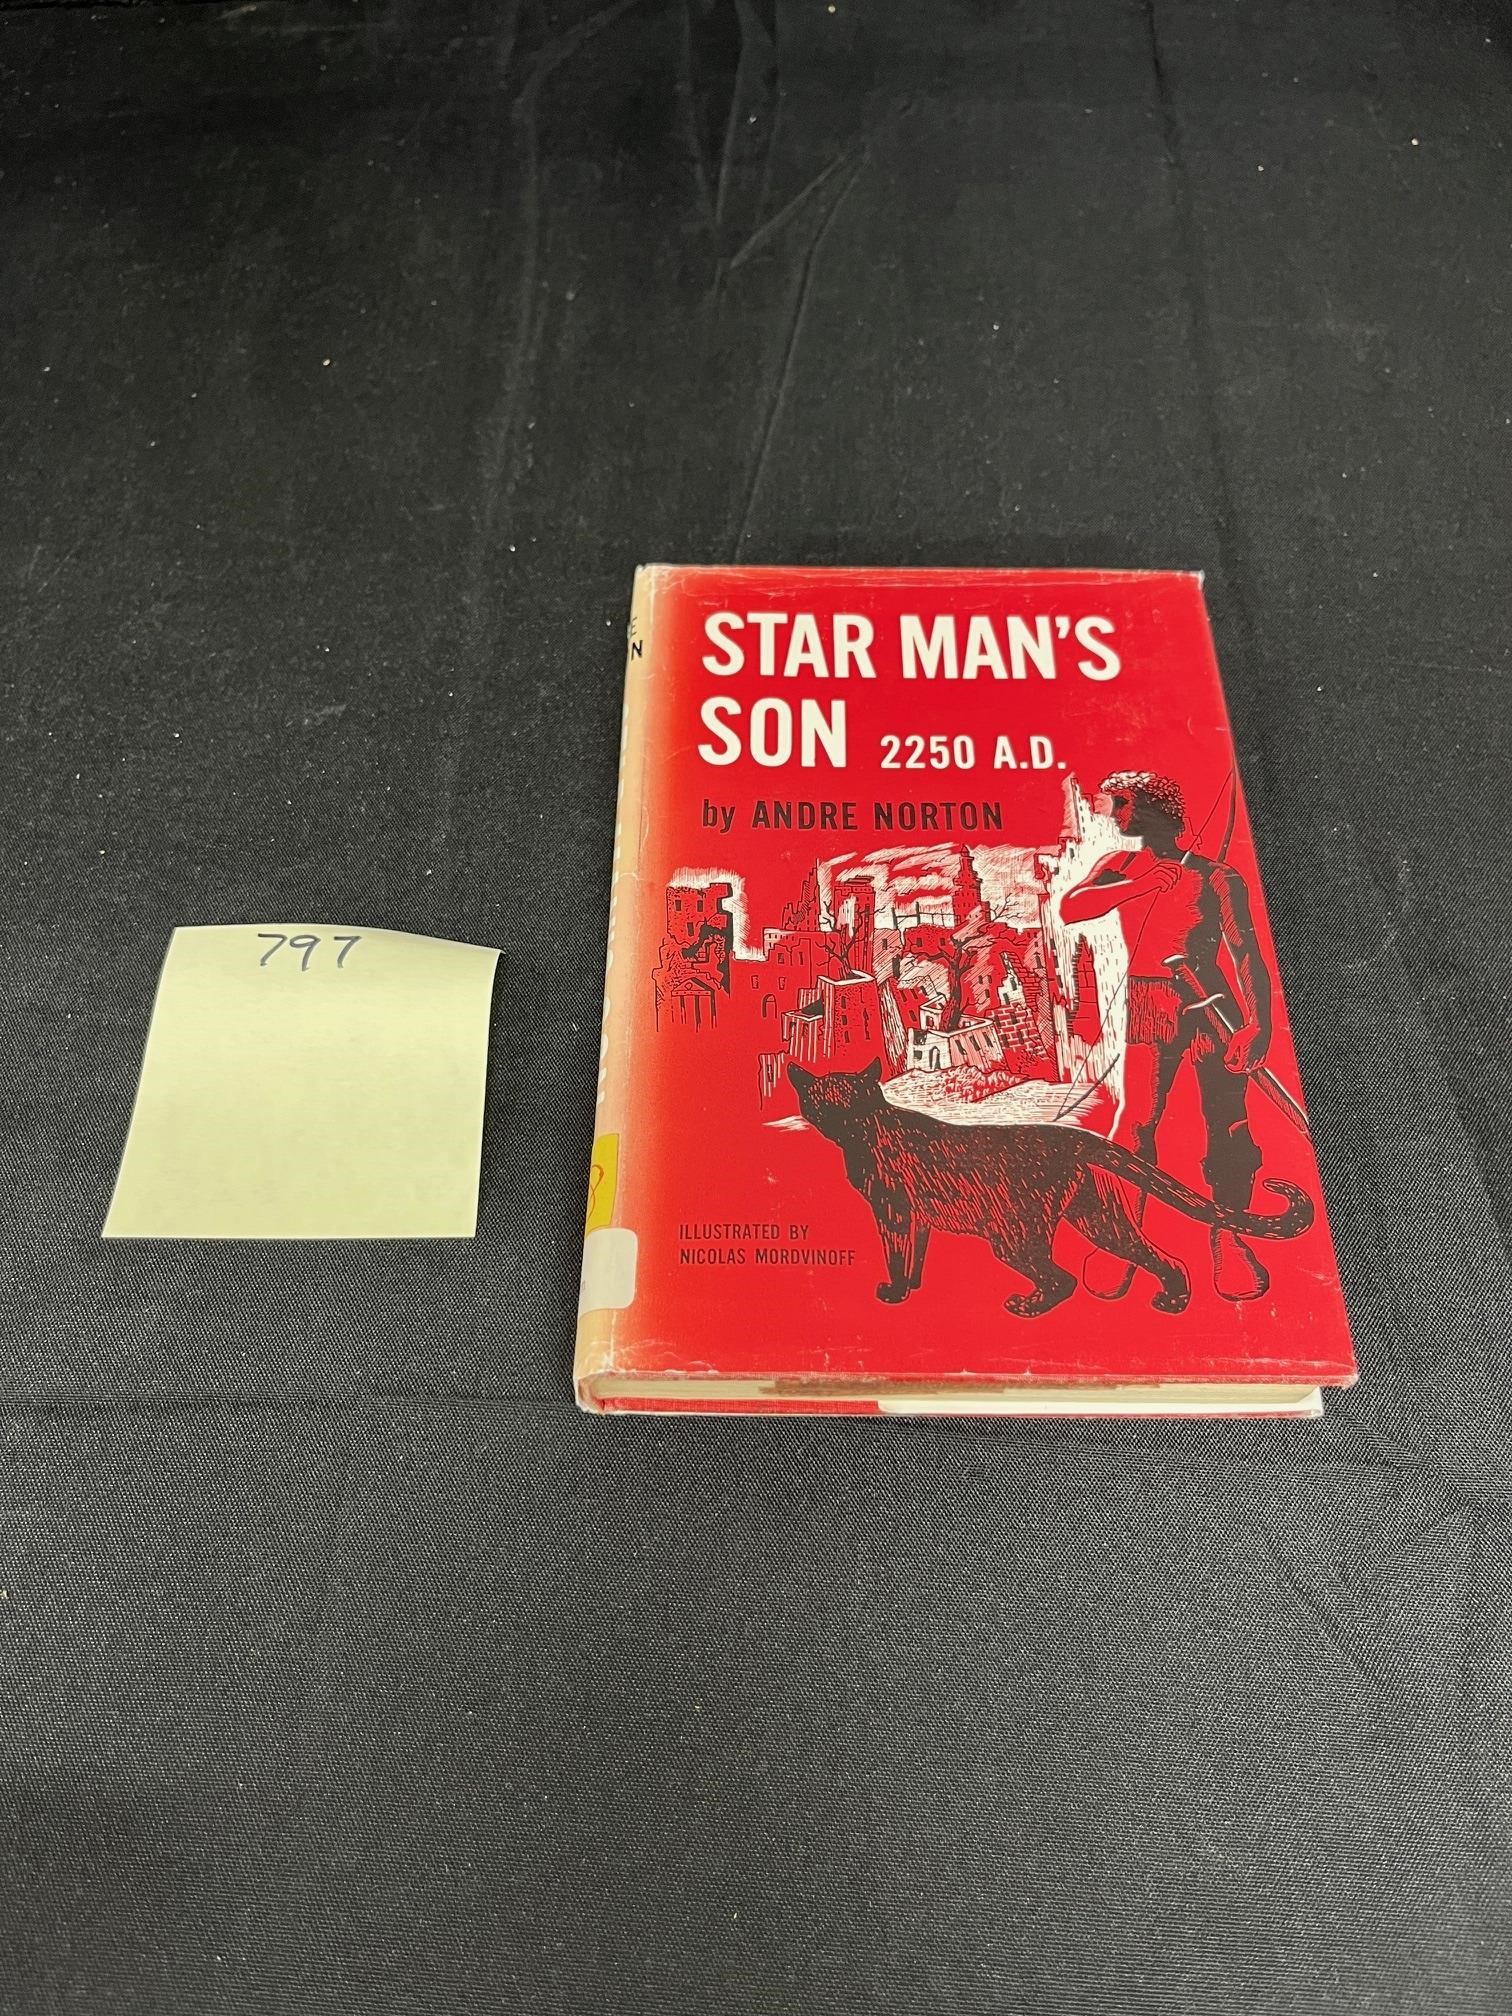 797
STAR MAN'S
SON 2250 A.D.
by ANDRE NORTON
ILLUSTRATED BY
NICOLAS MORDVINOFF